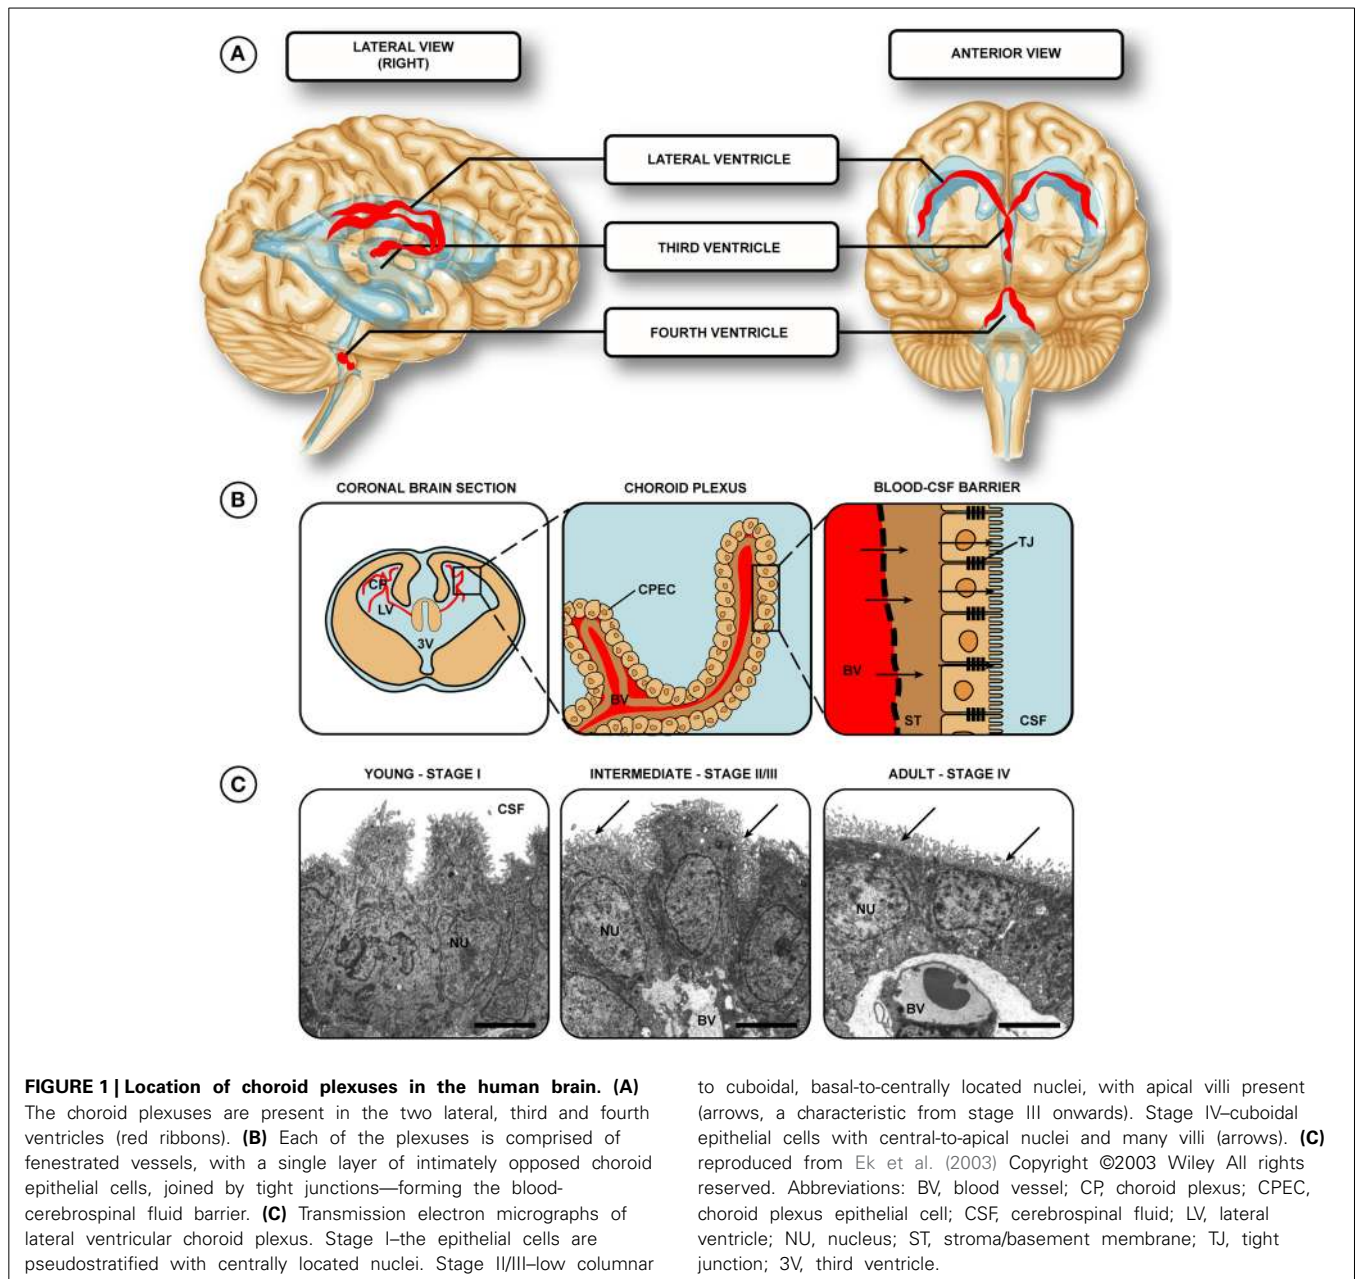 A
LATERAL VIEW
(RIGHT)
ANTERIOR VIEW
LATERAL VENTRICLE
THIRD VENTRICLE
FOURTH VENTRICLE
B
CORONAL BRAIN SECTION
CHOROID PLEXUS
BLOOD-CSF BARRIER
CP
LV
3V
CPEC
BV
TJ
BV
ST
CSF
C
YOUNG - STAGE I
INTERMEDIATE - STAGE II/III
ADULT - STAGE IV
CSF
NU
NU
BV
NU
BV
FIGURE 1 | Location of choroid plexuses in the human brain. (A)
The choroid plexuses are present in the two lateral, third and fourth
ventricles (red ribbons). (B) Each of the plexuses is comprised of
fenestrated vessels, with a single layer of intimately opposed choroid
epithelial cells, joined by tight junctions—forming the blood-
cerebrospinal fluid barrier. (C) Transmission electron micrographs of
lateral ventricular choroid plexus. Stage I–the epithelial cells are
pseudostratified with centrally located nuclei. Stage II/III–low columnar
to cuboidal, basal-to-centrally located nuclei, with apical villi present
(arrows, a characteristic from stage III onwards). Stage IV–cuboidal
epithelial cells with central-to-apical nuclei and many villi (arrows). (C)
reproduced from Ek et al. (2003) Copyright ©2003 Wiley All rights
reserved. Abbreviations: BV, blood vessel; CP, choroid plexus; CPEC,
choroid plexus epithelial cell; CSF, cerebrospinal fluid; LV, lateral
ventricle; NU, nucleus; ST, stroma/basement membrane; TJ, tight
junction; 3V, third ventricle.